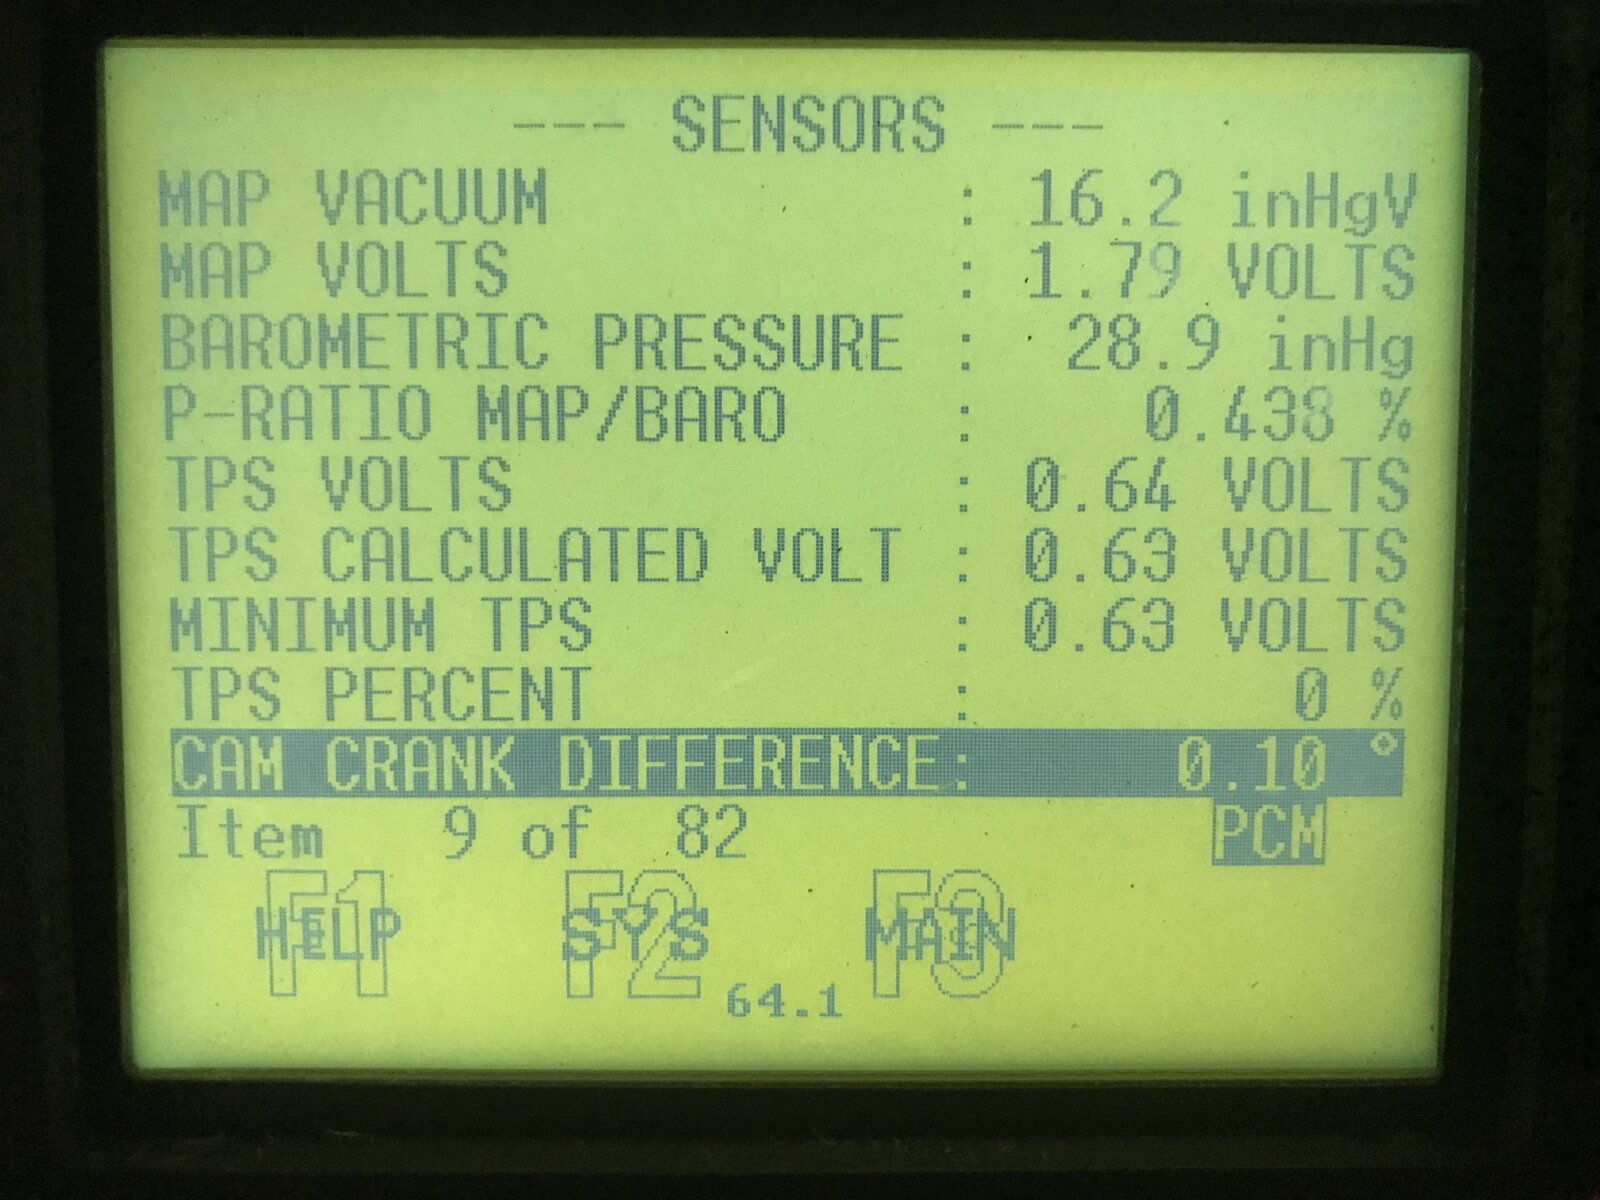 --- SENSORS ---
MAP VACUUM : 16.2 inHgV
MAP VOLTS : 1.79 VOLTS
BAROMETRIC PRESSURE : 28.9 inHg
P-RATIO MAP/BARO : 0.438 %
TPS VOLTS : 0.64 VOLTS
TPS CALCULATED VOLT : 0.63 VOLTS
MINIMUM TPS : 0.63 VOLTS
TPS PERCENT : 0 %
CAM CRANK DIFFERENCE: 0.10 °
Item 9 of 82 PCM
F1 F2 F3
HELP SYS MAIN
64.1